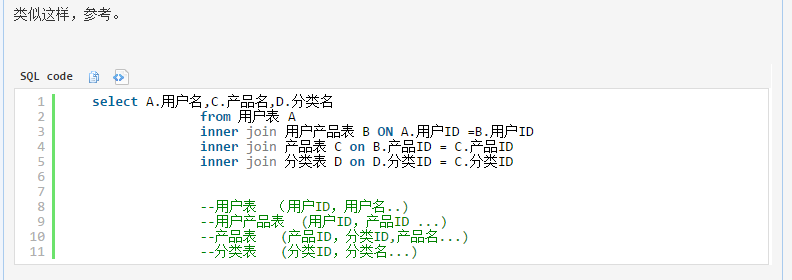 类似这样，参考。
SQL code
1 select A.用户名,C.产品名,D.分类名
2 from 用户表 A
3 inner join 用户产品表 B ON A.用户ID =B.用户ID
4 inner join 产品表 C on B.产品ID = C.产品ID
5 inner join 分类表 D on D.分类ID = C.分类ID
6
7
8 --用户表 （用户ID，用户名..)
9 --用户产品表 （用户ID，产品ID ...)
10 --产品表 （产品ID，分类ID,产品名...)
11 --分类表 （分类ID，分类名...)